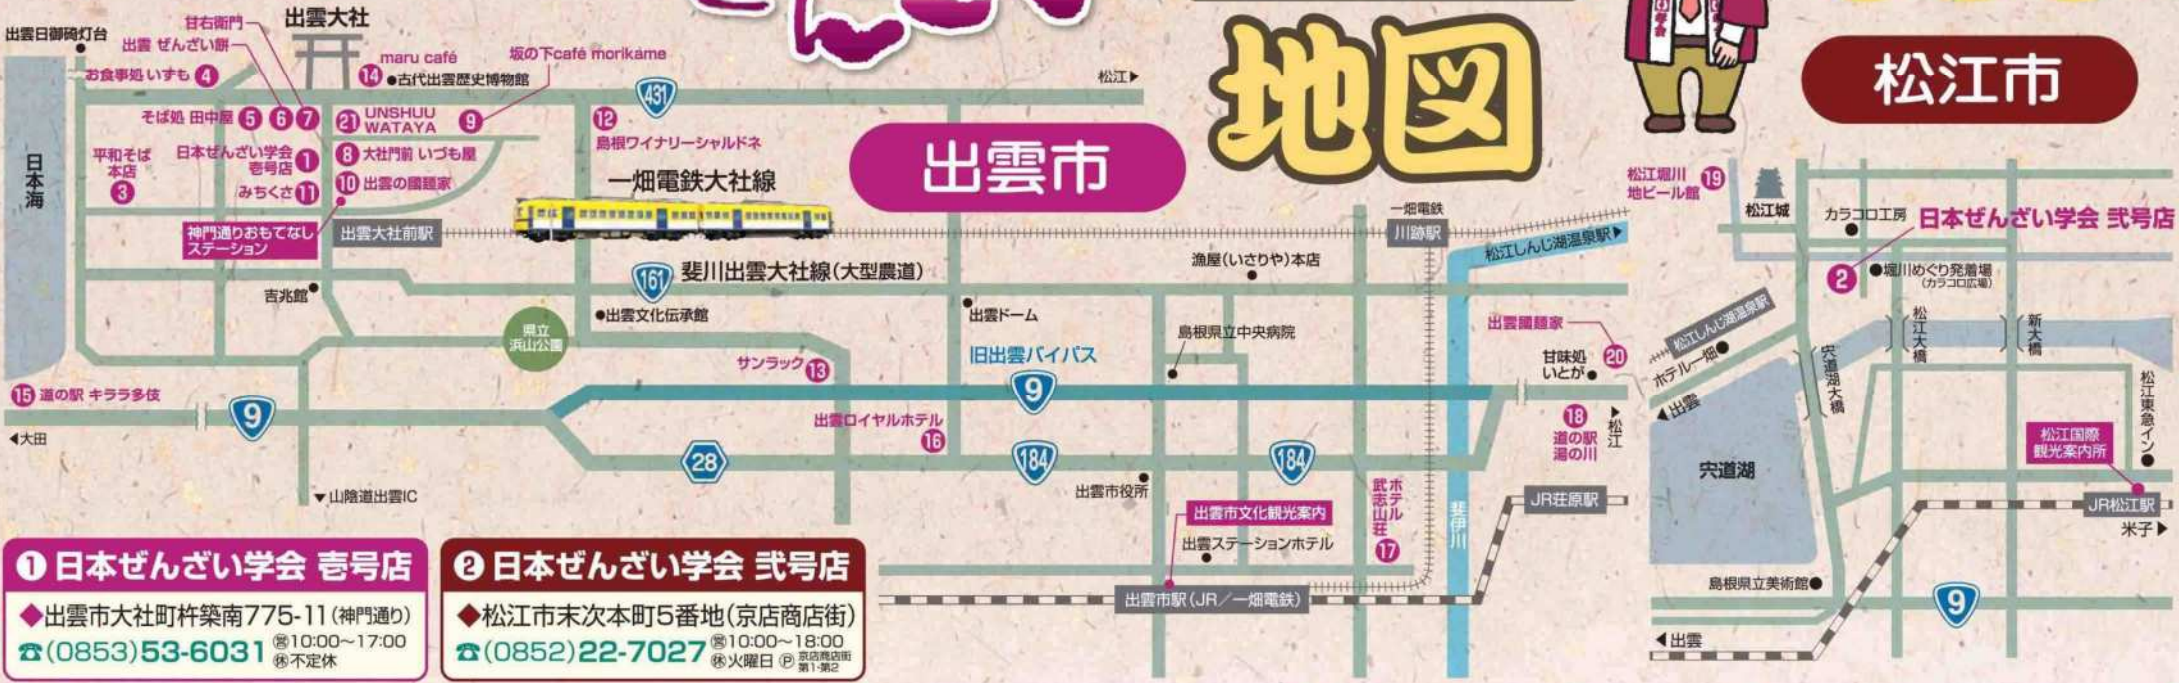 ぜんざい
地図
出雲市
松江市
出雲日御碕灯台
甘右衛門
出雲大社
出雲 ぜんざい餅
お食事処 いずも 4
14 maru café
●古代出雲歴史博物館
坂の下café morikame
松江▶
431
そば処 田中屋 5 6 7
21 UNSHUU
WATAYA
9
12
島根ワイナリーシャルドネ
日本海
平和そば
本店
3
日本ぜんざい学会
壱号店 1
8 大社門前 いづも屋
みちくさ 11
10 出雲の國麺家
神門通りおもてなし
ステーション
出雲大社前駅
一畑電鉄大社線
一畑電鉄
川跡駅
松江しんじ湖温泉駅▶
161
斐川出雲大社線(大型農道)
漁屋(いさりや)本店
吉兆館
●出雲文化伝承館
出雲ドーム
県立
浜山公園
島根県立中央病院
サンラック 13
旧出雲バイパス
9
出雲國麺家
20
甘味処
いとが
15 道の駅 キララ多伎
9
◀大田
出雲ロイヤルホテル
16
28
184
184
18
道の駅
湯の川
▶松江
▼山陰道出雲IC
出雲市役所
出雲市文化観光案内
出雲ステーションホテル
ホテル
武志山荘
17
斐伊川
JR荘原駅
出雲市駅(JR/一畑電鉄)
松江堀川
地ビール館 19
松江城
カラコロ工房
日本ぜんざい学会 弐号店
2
●堀川めぐり発着場
(カラコロ広場)
松江しんじ湖温泉駅
ホテル一畑
◀出雲
宍道湖大橋
松江大橋
新大橋
松江東急イン
宍道湖
松江国際
観光案内所
JR松江駅
米子▶
島根県立美術館
9
◀出雲
❶日本ぜんざい学会 壱号店
◆出雲市大社町杵築南775-11(神門通り)
☎(0853)53-6031 営10:00〜17:00
休不定休
❷日本ぜんざい学会 弐号店
◆松江市末次本町5番地(京店商店街)
☎(0852)22-7027 営10:00〜18:00
休火曜日 P京店商店街
第1・第2